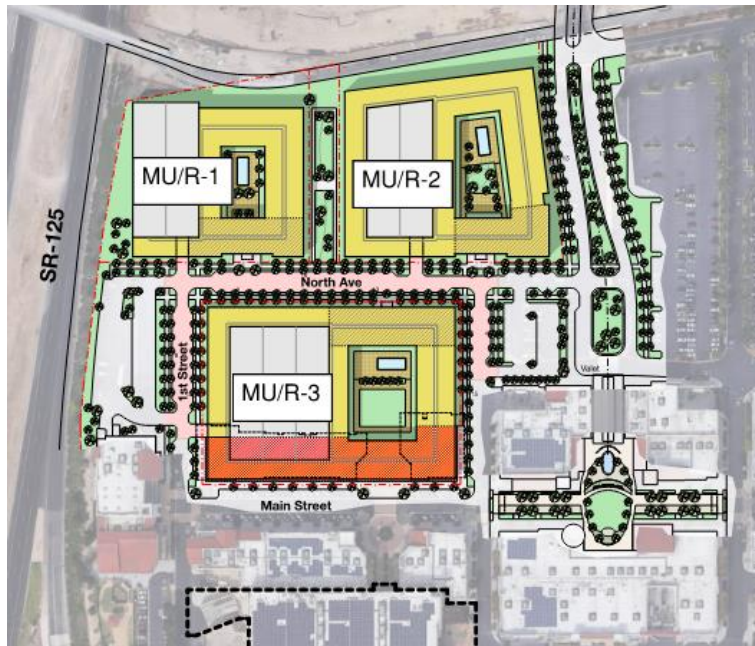 MU/R-1
MU/R-2
SR-125
North Ave
1st Street
MU/R-3
Valet
Main Street